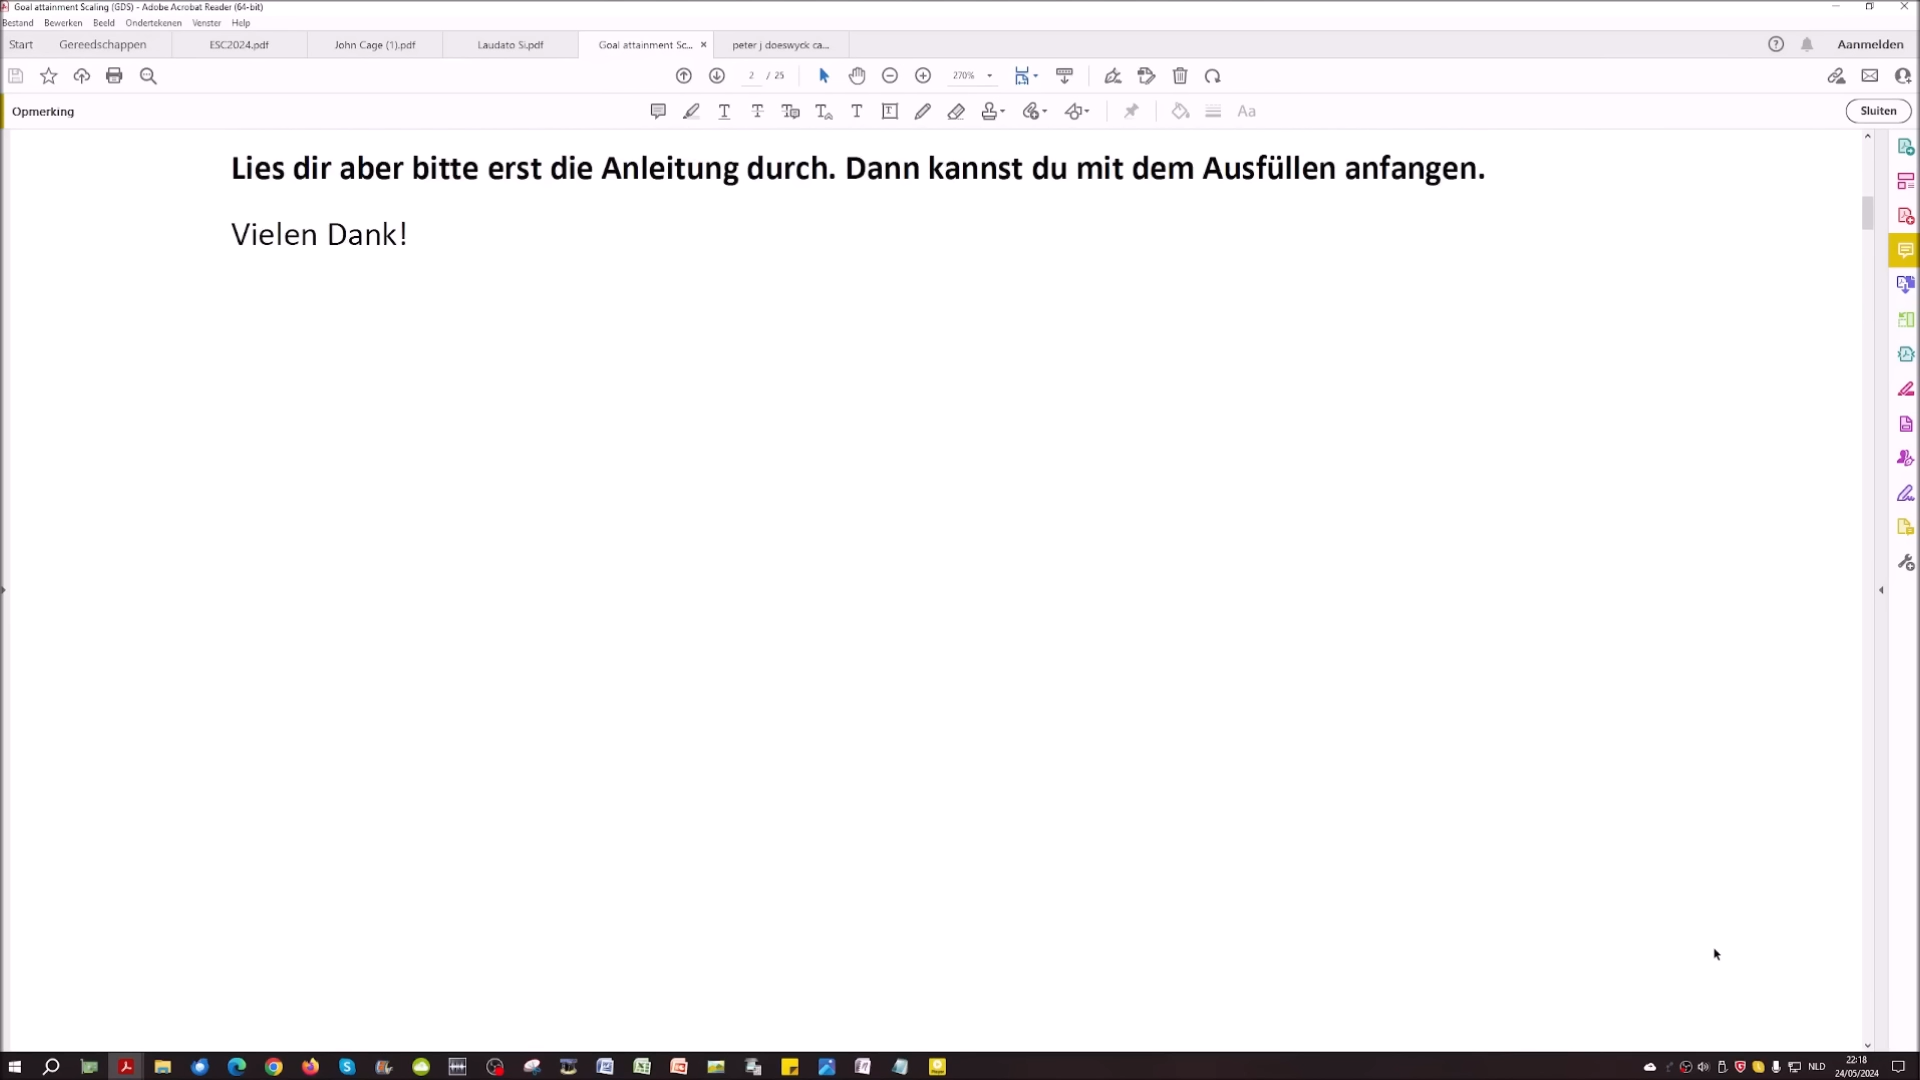 Goal attainment Scaling (GDS) - Adobe Acrobat Reader (64-bit)
Bestand Bewerken Beeld Ondertekenen Venster Help
Start Gereedschappen ESC2024.pdf John Cage (1).pdf Laudato Si.pdf Goal attainment Sc... peter j doeswyck ca... Aanmelden
2 / 25 270%
Opmerking Aa Sluiten
Lies dir aber bitte erst die Anleitung durch. Dann kannst du mit dem Ausfüllen anfangen.
Vielen Dank!
NLD 22:18
24/05/2024